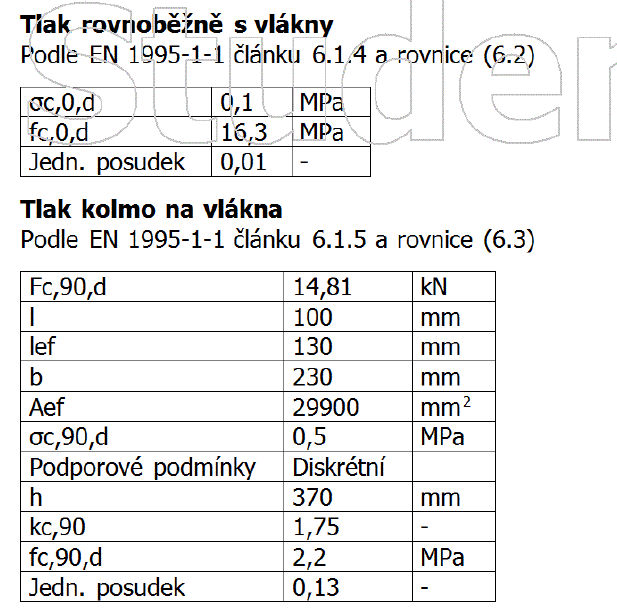 Tlak rovnoběžně s vlákny
Podle EN 1995-1-1 článku 6.1.4 a rovnice (6.2)
σc,0,d 0,1 MPa
fc,0,d 16,3 MPa
Jedn. posudek 0,01 -
Tlak kolmo na vlákna
Podle EN 1995-1-1 článku 6.1.5 a rovnice (6.3)
Fc,90,d 14,81 kN
l 100 mm
lef 130 mm
b 230 mm
Aef 29900 mm²
σc,90,d 0,5 MPa
Podporové podmínky Diskrétní
h 370 mm
kc,90 1,75 -
fc,90,d 2,2 MPa
Jedn. posudek 0,13 -